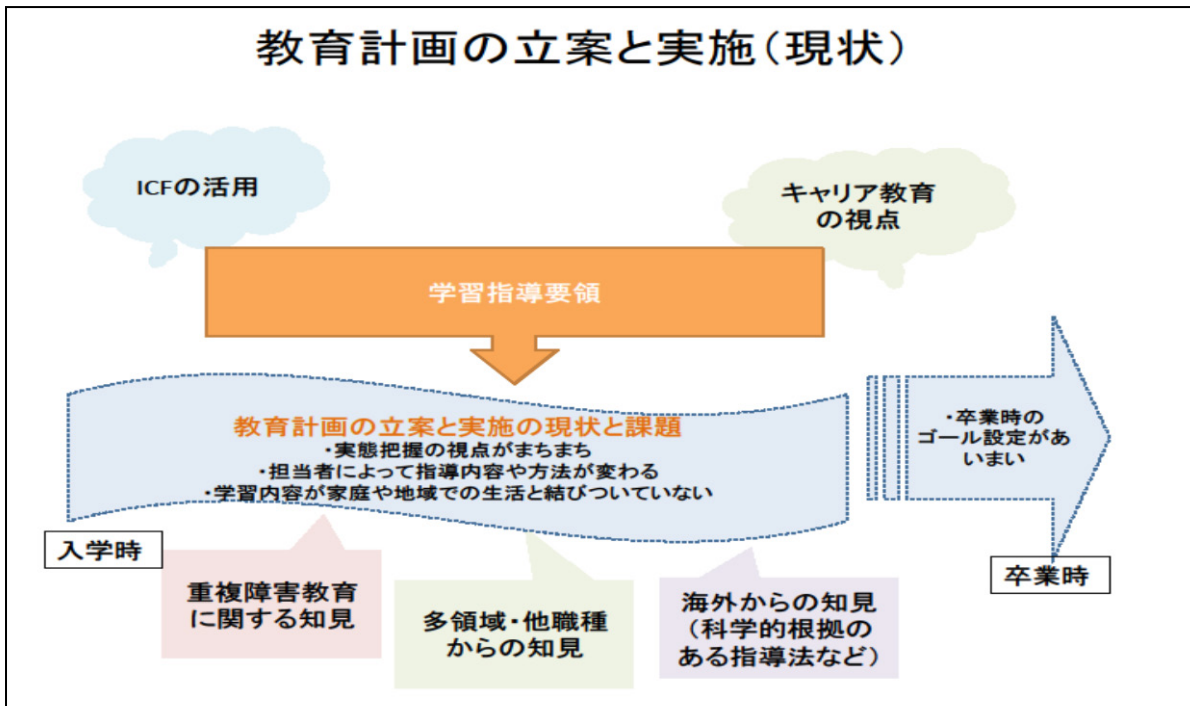 教育計画の立案と実施(現状)
ICFの活用
キャリア教育
の視点
学習指導要領
教育計画の立案と実施の現状と課題
・実態把握の視点がまちまち
・担当者によって指導内容や方法が変わる
・学習内容が家庭や地域での生活と結びついていない
・卒業時の
ゴール設定があ
いまい
入学時
卒業時
重複障害教育
に関する知見
多領域・他職種
からの知見
海外からの知見
(科学的根拠の
ある指導法など)